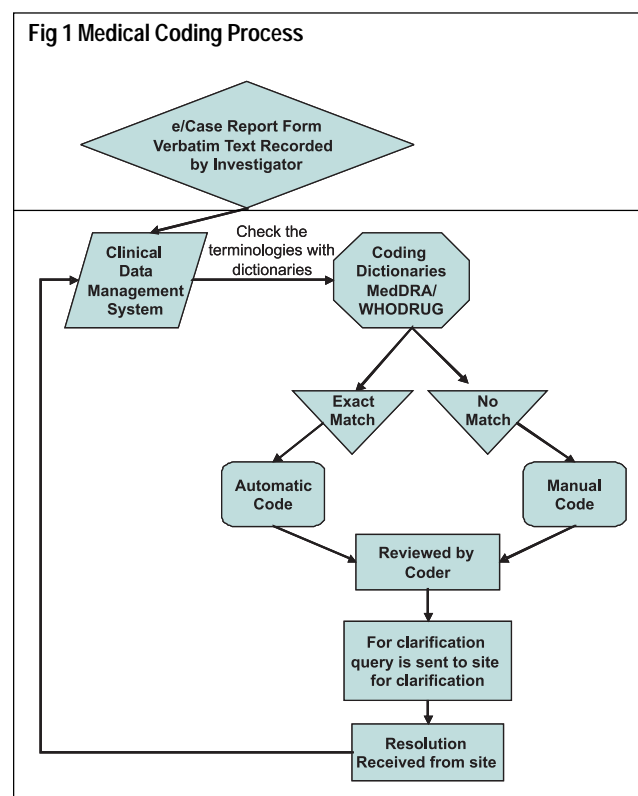 Fig 1 Medical Coding Process
e/Case Report Form
Verbatim Text Recorded
by Investigator
Clinical
Data
Management
System
Check the
terminologies with
dictionaries
Coding
Dictionaries
MedDRA/
WHODRUG
Exact
Match
No
Match
Automatic
Code
Manual
Code
Reviewed by
Coder
For clarification
query is sent to site
for clarification
Resolution
Received from site